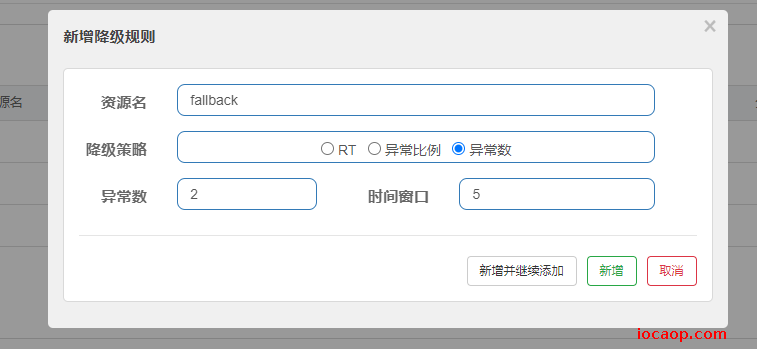 新增降级规则 ×
源名
资源名 fallback
降级策略 RT 异常比例 异常数
异常数 2 时间窗口 5
新增并继续添加 新增 取消
iocaop.com